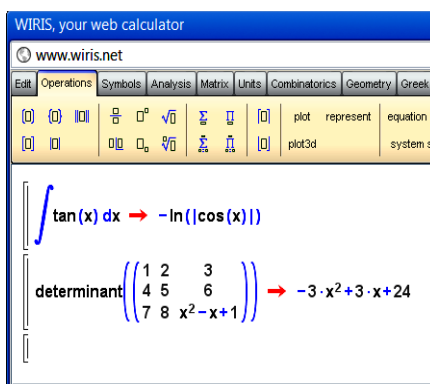 WIRIS, your web calculator
www.wiris.net
Edit Operations Symbols Analysis Matrix Units Combinatorics Geometry Greek
plot represent equation
plot3d system s
∫ tan(x) dx → -ln(|cos(x)|)
1 2 3
determinant((4 5 6)) → -3·x²+3·x+24
7 8 x²-x+1